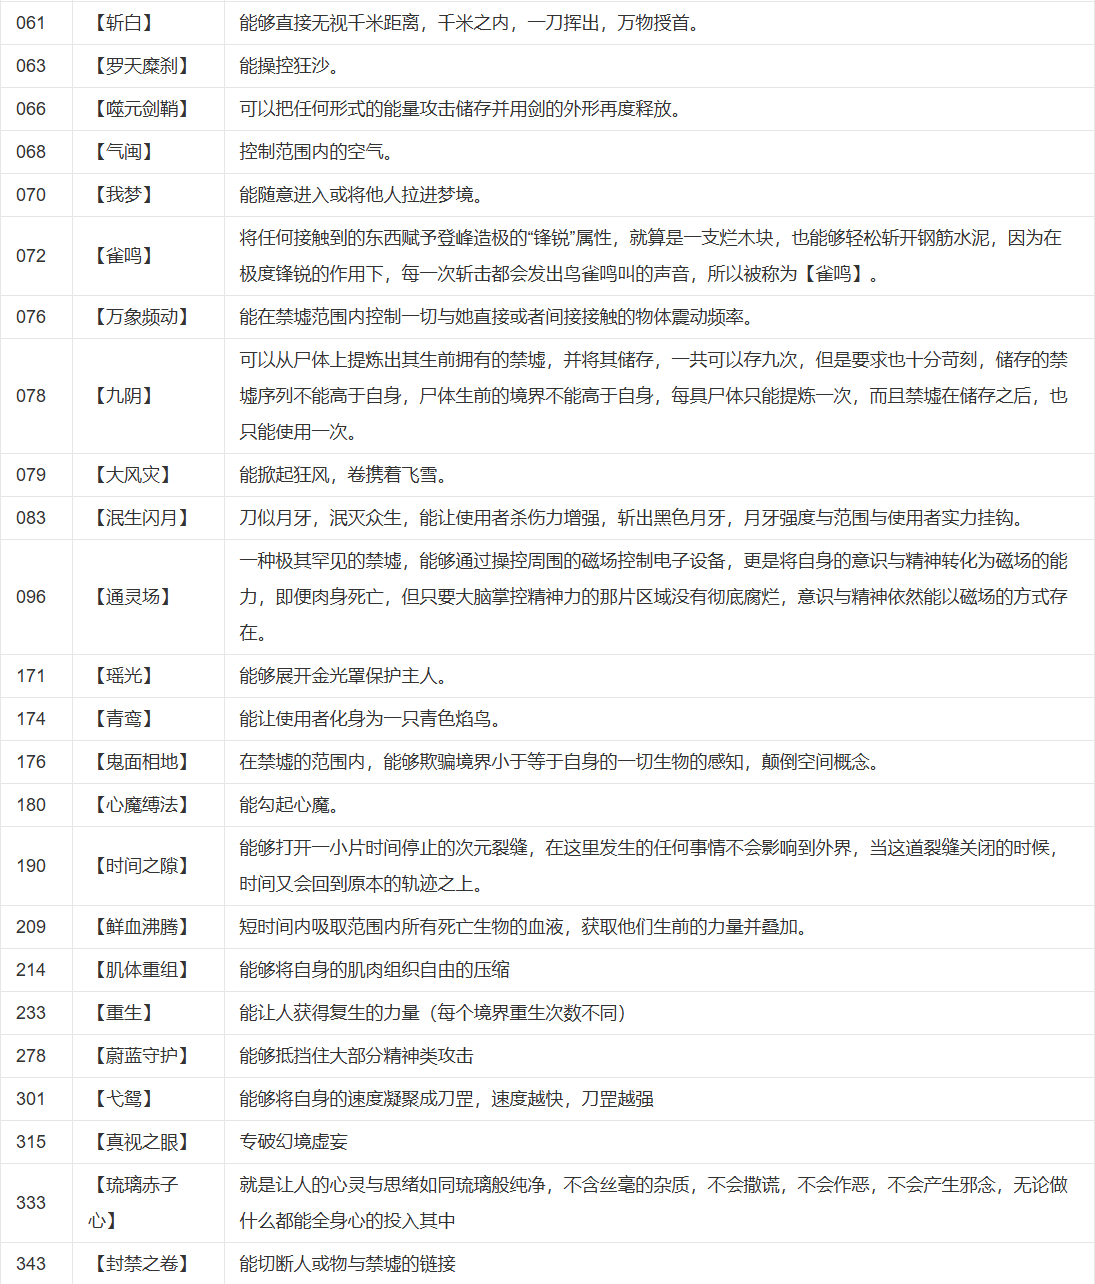 061 【斩白】 能够直接无视千米距离，千米之内，一刀挥出，万物授首。
063 【罗天糜刹】 能操控狂沙。
066 【噬元剑鞘】 可以把任何形式的能量攻击储存并用剑的外形再度释放。
068 【气闽】 控制范围内的空气。
070 【我梦】 能随意进入或将他人拉进梦境。
072 【雀鸣】 将任何接触到的东西赋予登峰造极的“锋锐”属性，就算是一支烂木块，也能够轻松斩开钢筋水泥，因为在
极度锋锐的作用下，每一次斩击都会发出鸟雀鸣叫的声音，所以被称为【雀鸣】。
076 【万象频动】 能在禁墟范围内控制一切与她直接或者间接接触的物体震动频率。
078 【九阴】 可以从尸体上提炼出其生前拥有的禁墟，并将其储存，一共可以存九次，但是要求也十分苛刻，储存的禁
墟序列不能高于自身，尸体生前的境界不能高于自身，每具尸体只能提炼一次，而且禁墟在储存之后，也
只能使用一次。
079 【大风灾】 能掀起狂风，卷携着飞雪。
083 【泯生闪月】 刀似月牙，泯灭众生，能让使用者杀伤力增强，斩出黑色月牙，月牙强度与范围与使用者实力挂钩。
096 【通灵场】 一种极其罕见的禁墟，能够通过操控周围的磁场控制电子设备，更是将自身的意识与精神转化为磁场的能
力，即便肉身死亡，但只要大脑掌控精神力的那片区域没有彻底腐烂，意识与精神依然能以磁场的方式存
在。
171 【瑶光】 能够展开金光罩保护主人。
174 【青鸾】 能让使用者化身为一只青色焰鸟。
176 【鬼面相地】 在禁墟的范围内，能够欺骗境界小于等于自身的一切生物的感知，颠倒空间概念。
180 【心魔缚法】 能勾起心魔。
190 【时间之隙】 能够打开一小片时间停止的次元裂缝，在这里发生的任何事情不会影响到外界，当这道裂缝关闭的时候，
时间又会回到原本的轨迹之上。
209 【鲜血沸腾】 短时间内吸取范围内所有死亡生物的血液，获取他们生前的力量并叠加。
214 【肌体重组】 能够将自身的肌肉组织自由的压缩
233 【重生】 能让人获得复生的力量（每个境界重生次数不同）
278 【蔚蓝守护】 能够抵挡住大部分精神类攻击
301 【弋鸳】 能够将自身的速度凝聚成刀罡，速度越快，刀罡越强
315 【真视之眼】 专破幻境虚妄
333 【琉璃赤子
心】 就是让人的心灵与思绪如同琉璃般纯净，不含丝毫的杂质，不会撒谎，不会作恶，不会产生邪念，无论做
什么都能全身心的投入其中
343 【封禁之卷】 能切断人或物与禁墟的链接